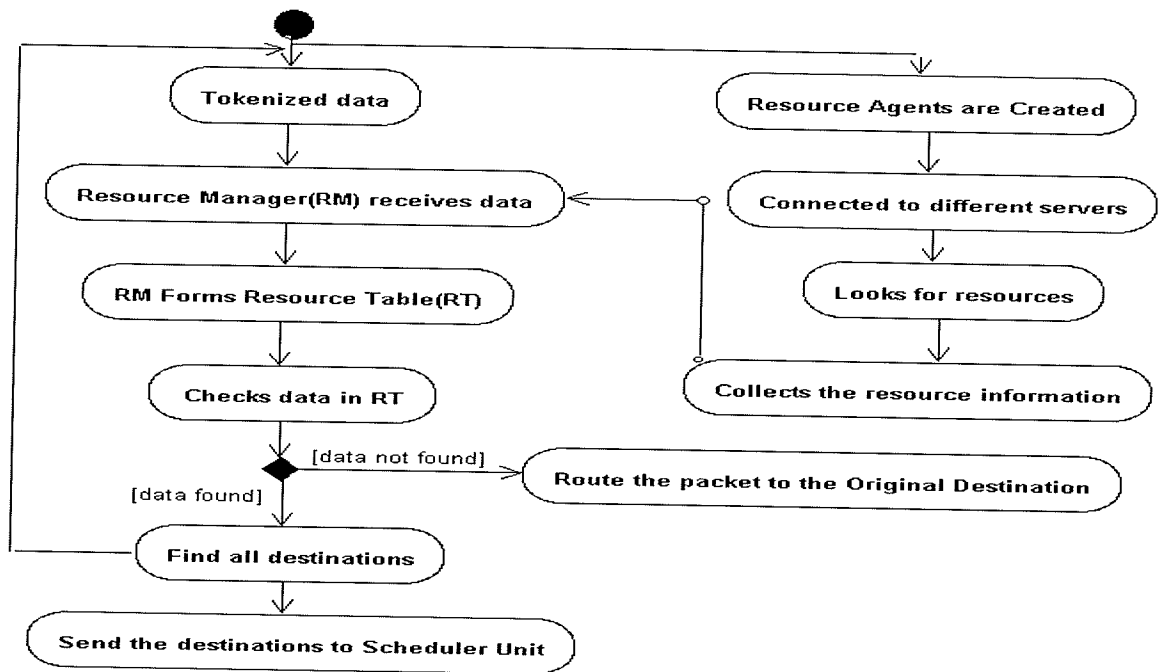 Tokenized data
Resource Agents are Created
Resource Manager(RM) receives data
Connected to different servers
RM Forms Resource Table(RT)
Looks for resources
Checks data in RT
Collects the resource information
[data not found]
Route the packet to the Original Destination
[data found]
Find all destinations
Send the destinations to Scheduler Unit